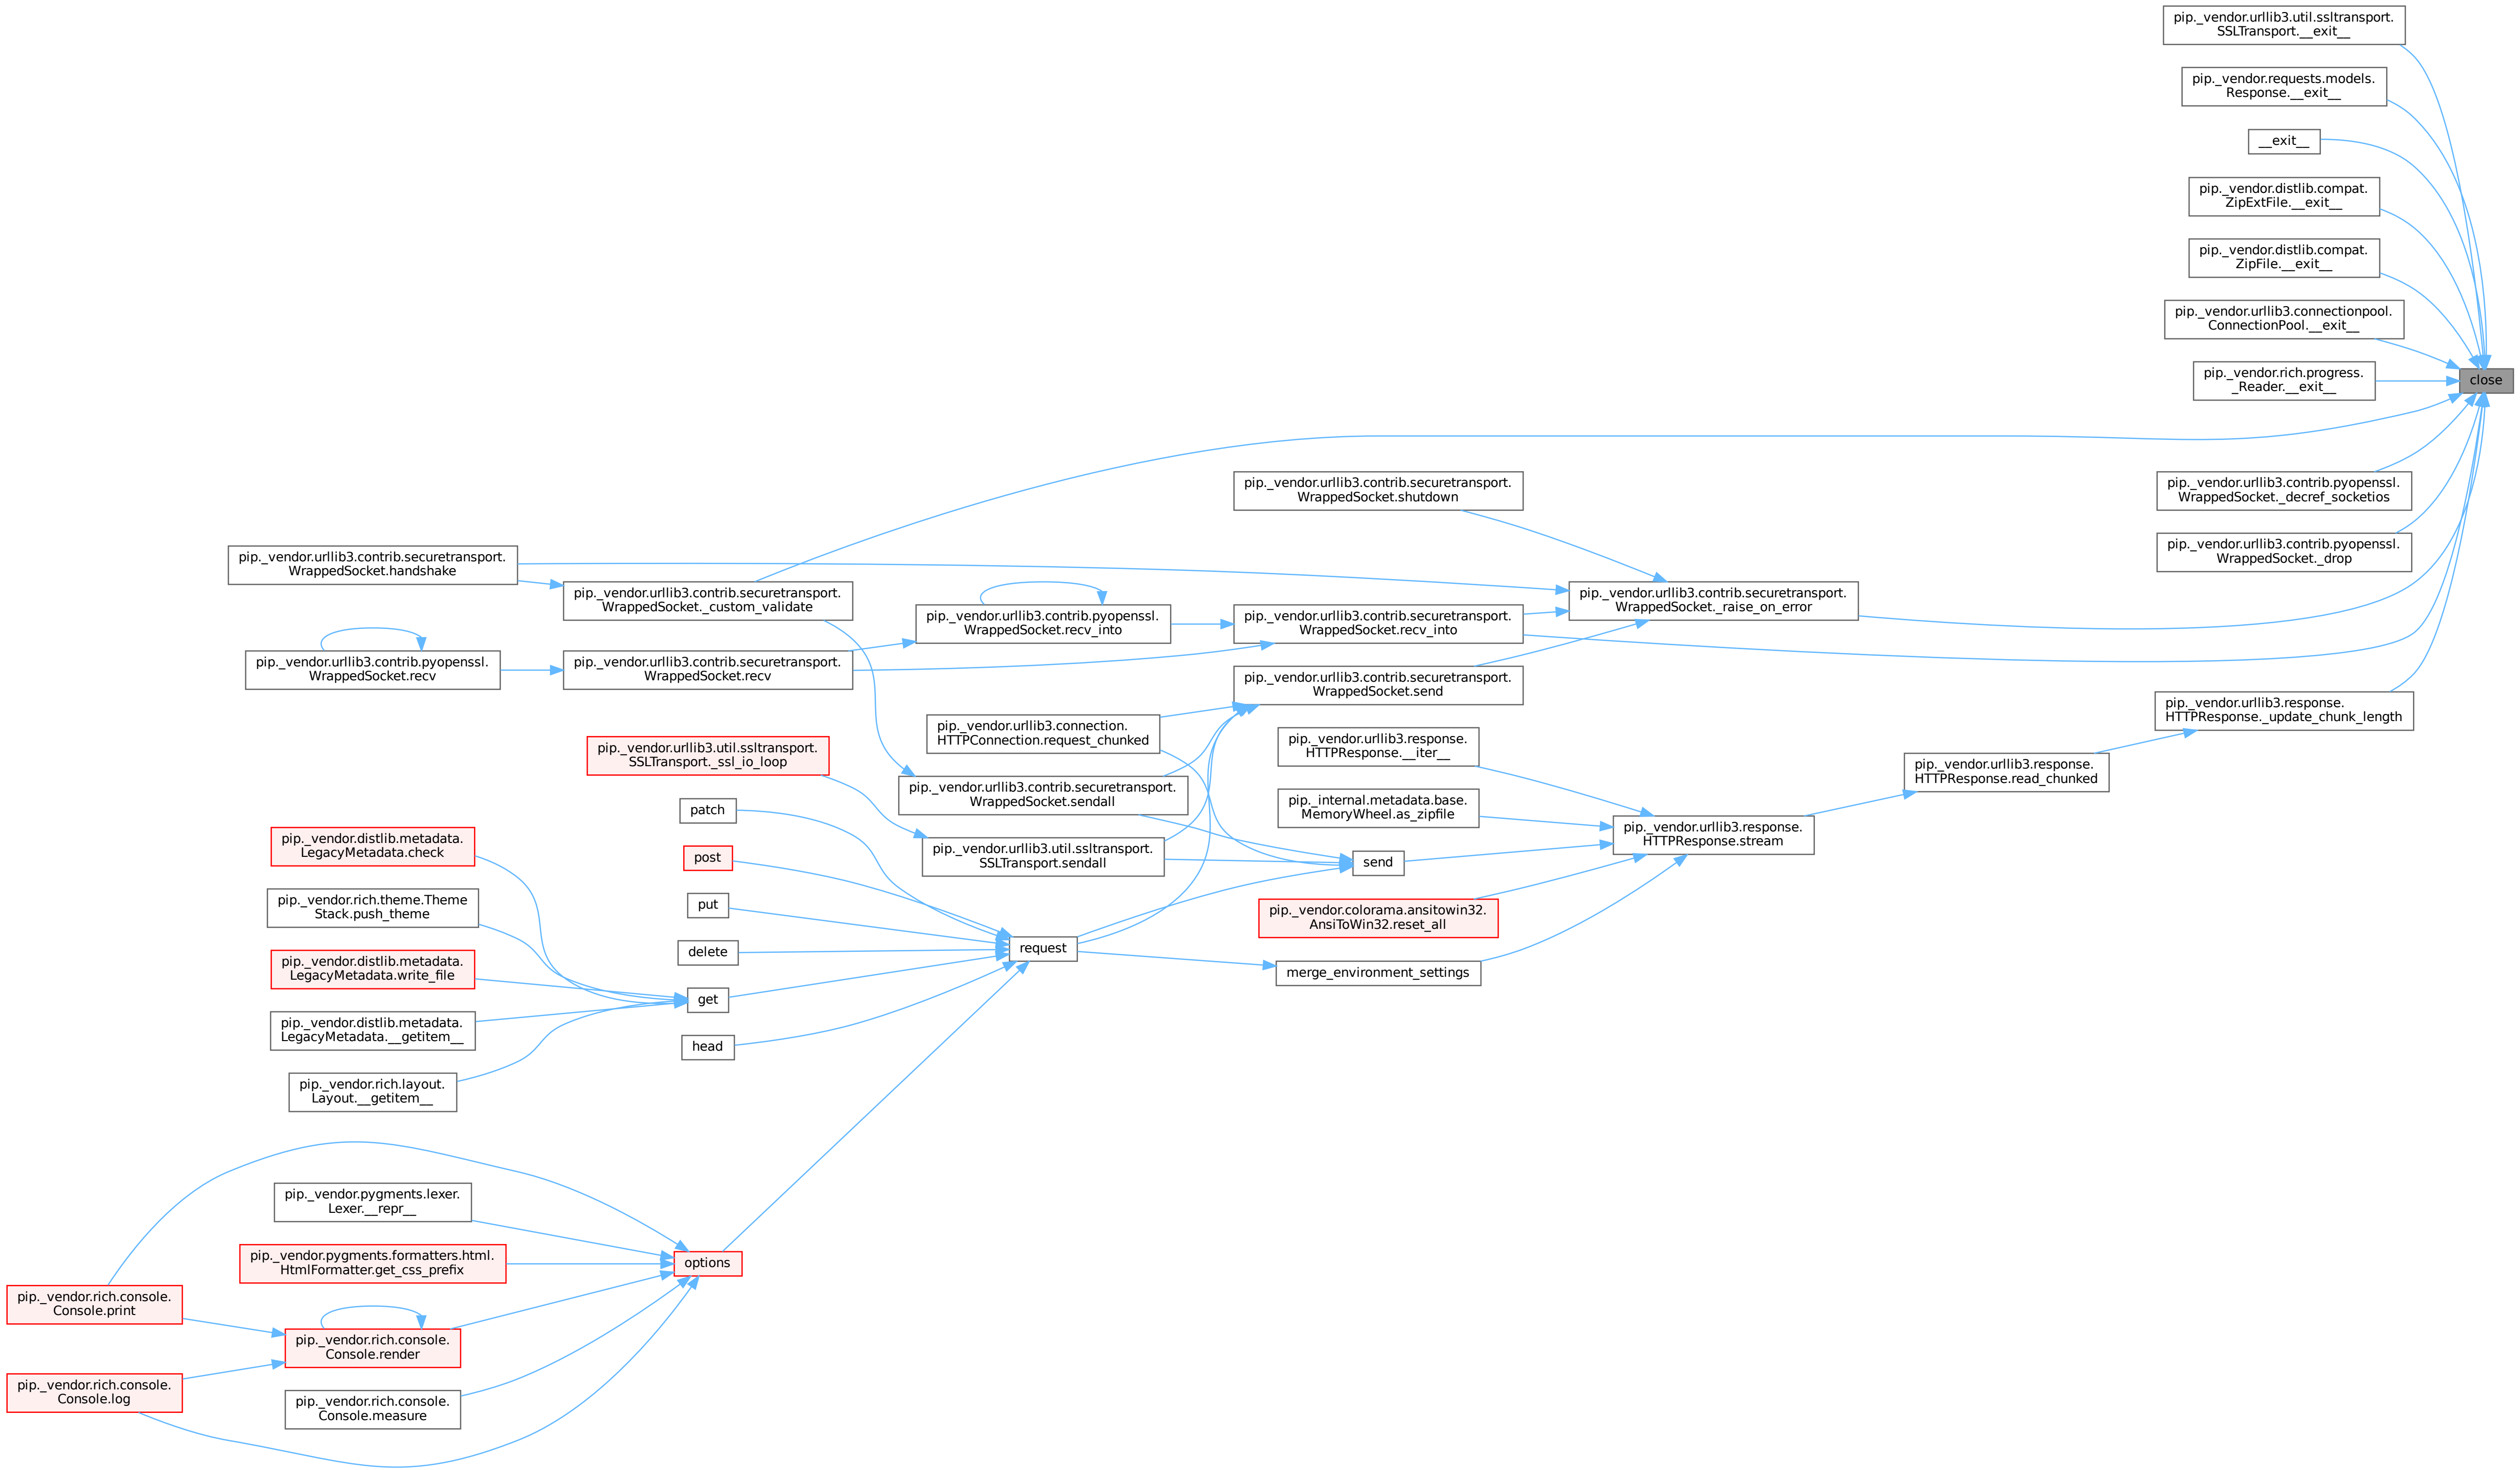 pip._vendor.urllib3.util.ssltransport.
SSLTransport.__exit__
pip._vendor.requests.models.
Response.__exit__
__exit__
pip._vendor.distlib.compat.
ZipExtFile.__exit__
pip._vendor.distlib.compat.
ZipFile.__exit__
pip._vendor.urllib3.connectionpool.
ConnectionPool.__exit__
pip._vendor.rich.progress.
_Reader.__exit__
close
pip._vendor.urllib3.contrib.pyopenssl.
WrappedSocket._decref_socketios
pip._vendor.urllib3.contrib.pyopenssl.
WrappedSocket._drop
pip._vendor.urllib3.contrib.securetransport.
WrappedSocket.shutdown
pip._vendor.urllib3.contrib.securetransport.
WrappedSocket.handshake
pip._vendor.urllib3.contrib.securetransport.
WrappedSocket._custom_validate
pip._vendor.urllib3.contrib.pyopenssl.
WrappedSocket.recv_into
pip._vendor.urllib3.contrib.securetransport.
WrappedSocket.recv_into
pip._vendor.urllib3.contrib.securetransport.
WrappedSocket._raise_on_error
pip._vendor.urllib3.contrib.pyopenssl.
WrappedSocket.recv
pip._vendor.urllib3.contrib.securetransport.
WrappedSocket.recv
pip._vendor.urllib3.contrib.securetransport.
WrappedSocket.send
pip._vendor.urllib3.response.
HTTPResponse._update_chunk_length
pip._vendor.urllib3.connection.
HTTPConnection.request_chunked
pip._vendor.urllib3.response.
HTTPResponse.__iter__
pip._vendor.urllib3.response.
HTTPResponse.read_chunked
pip._vendor.urllib3.util.ssltransport.
SSLTransport._ssl_io_loop
pip._vendor.urllib3.contrib.securetransport.
WrappedSocket.sendall
pip._internal.metadata.base.
MemoryWheel.as_zipfile
patch
pip._vendor.urllib3.response.
HTTPResponse.stream
pip._vendor.distlib.metadata.
LegacyMetadata.check
post
pip._vendor.urllib3.util.ssltransport.
SSLTransport.sendall
send
pip._vendor.rich.theme.Theme
Stack.push_theme
put
pip._vendor.colorama.ansitowin32.
AnsiToWin32.reset_all
delete
request
pip._vendor.distlib.metadata.
LegacyMetadata.write_file
merge_environment_settings
get
pip._vendor.distlib.metadata.
LegacyMetadata.__getitem__
head
pip._vendor.rich.layout.
Layout.__getitem__
pip._vendor.pygments.lexer.
Lexer.__repr__
pip._vendor.pygments.formatters.html.
HtmlFormatter.get_css_prefix
options
pip._vendor.rich.console.
Console.print
pip._vendor.rich.console.
Console.render
pip._vendor.rich.console.
Console.log
pip._vendor.rich.console.
Console.measure